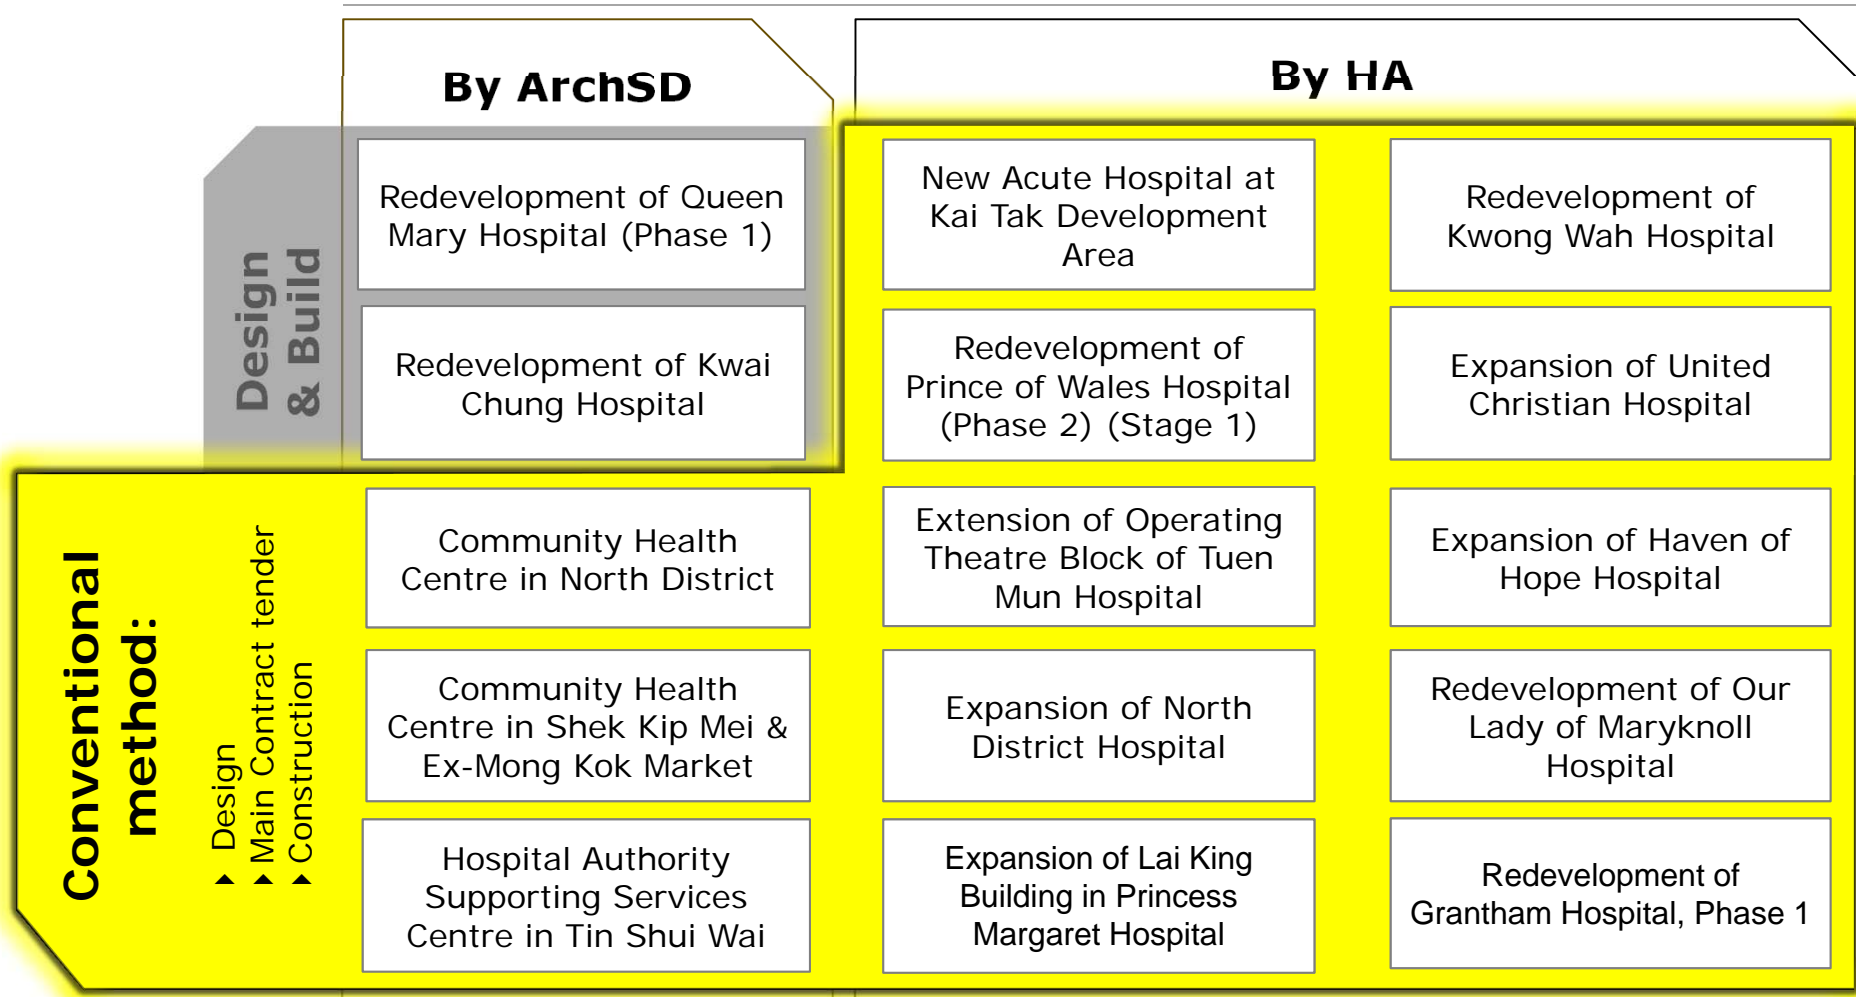 By ArchSD
By HA
Design
& Build
Redevelopment of Queen
Mary Hospital (Phase 1)
New Acute Hospital at
Kai Tak Development
Area
Redevelopment of
Kwong Wah Hospital
Redevelopment of Kwai
Chung Hospital
Redevelopment of
Prince of Wales Hospital
(Phase 2) (Stage 1)
Expansion of United
Christian Hospital
Conventional
method:
Design
Main Contract tender
Construction
Community Health
Centre in North District
Extension of Operating
Theatre Block of Tuen
Mun Hospital
Expansion of Haven of
Hope Hospital
Community Health
Centre in Shek Kip Mei &
Ex-Mong Kok Market
Expansion of North
District Hospital
Redevelopment of Our
Lady of Maryknoll
Hospital
Hospital Authority
Supporting Services
Centre in Tin Shui Wai
Expansion of Lai King
Building in Princess
Margaret Hospital
Redevelopment of
Grantham Hospital, Phase 1